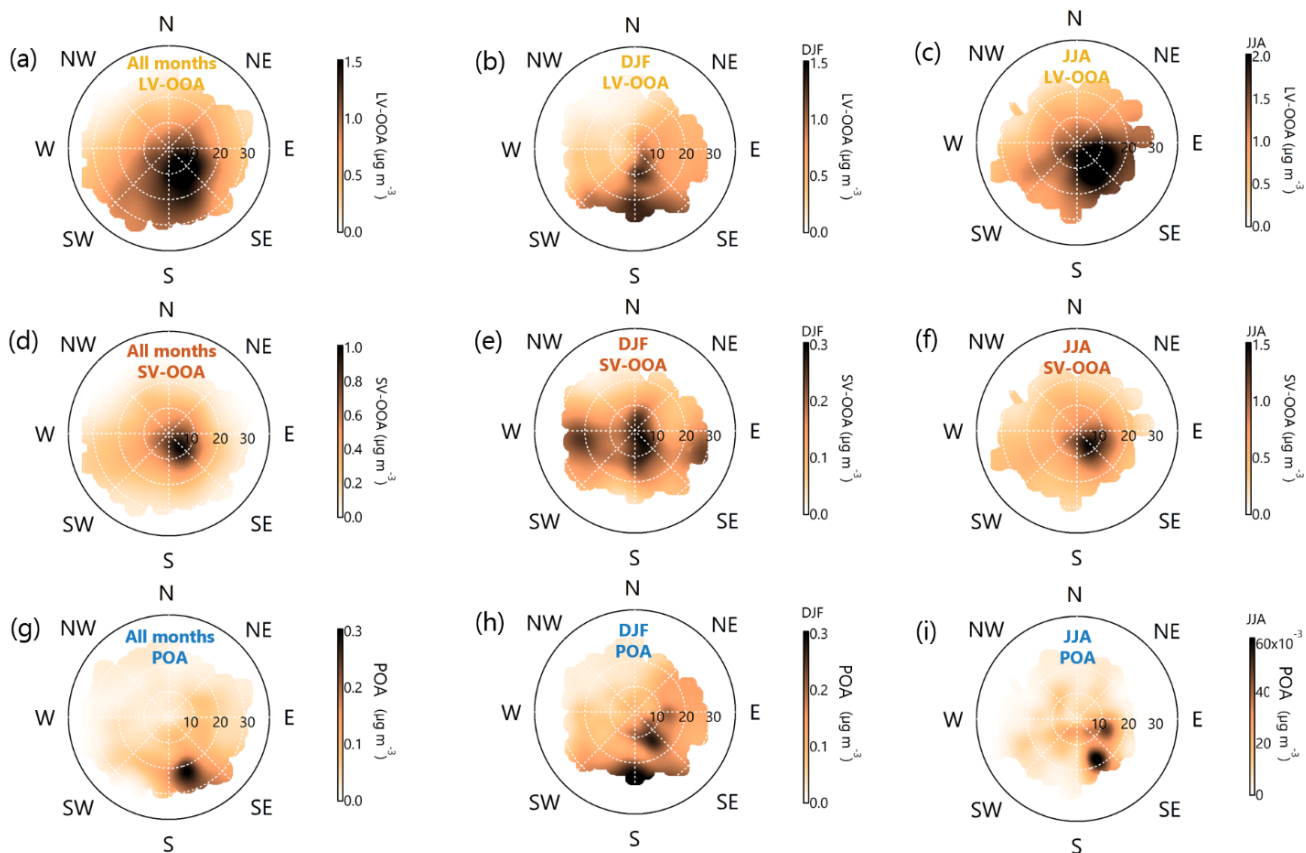 (a)
N
NW
NE
All months
LV-OOA
W
10 20 30
E
SW
SE
S
1.5
1.0
0.5
0.0
LV-OOA (µg m⁻³)
(b)
N
NW
NE
DJF
LV-OOA
W
10 20 30
E
SW
SE
S
DJF
1.5
1.0
0.5
0.0
LV-OOA (µg m⁻³)
(c)
N
NW
NE
JJA
LV-OOA
W
10 20 30
E
SW
SE
S
JJA
2.0
1.5
1.0
0.5
0.0
LV-OOA (µg m⁻³)
(d)
N
NW
NE
All months
SV-OOA
W
10 20 30
E
SW
SE
S
1.0
0.8
0.6
0.4
0.2
0.0
SV-OOA (µg m⁻³)
(e)
N
NW
NE
DJF
SV-OOA
W
10 20 30
E
SW
SE
S
DJF
0.3
0.2
0.1
0.0
SV-OOA (µg m⁻³)
(f)
N
NW
NE
JJA
SV-OOA
W
10 20 30
E
SW
SE
S
JJA
1.5
1.0
0.5
0.0
SV-OOA (µg m⁻³)
(g)
N
NW
NE
All months
POA
W
10 20 30
E
SW
SE
S
0.3
0.2
0.1
0.0
POA (µg m⁻³)
(h)
N
NW
NE
DJF
POA
W
10 20 30
E
SW
SE
S
DJF
0.3
0.2
0.1
0.0
POA (µg m⁻³)
(i)
N
NW
NE
JJA
POA
W
10 20 30
E
SW
SE
S
JJA
60x10⁻³
40
20
0
POA (µg m⁻³)